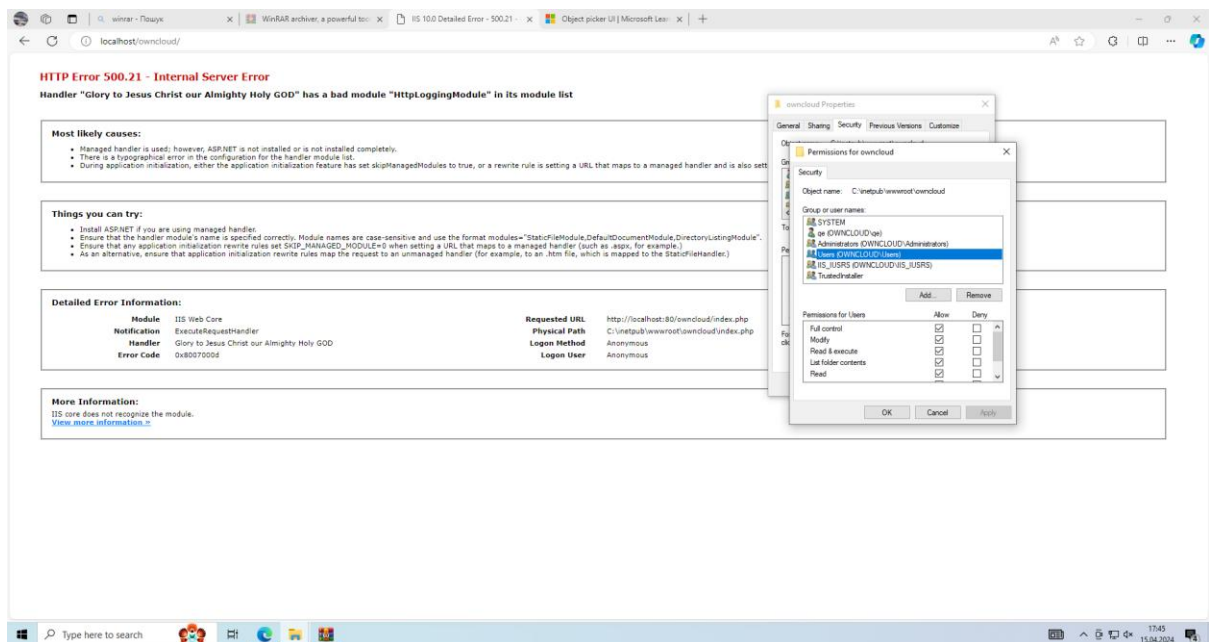 winrar - Пошук
WinRAR archiver, a powerful too
IIS 10.0 Detailed Error - 500.21 -
Object picker UI | Microsoft Lear
localhost/owncloud/
HTTP Error 500.21 - Internal Server Error
Handler "Glory to Jesus Christ our Almighty Holy GOD" has a bad module "HttpLoggingModule" in its module list
Most likely causes:
Managed handler is used; however, ASP.NET is not installed or is not installed completely.
There is a typographical error in the configuration for the handler module list.
During application initialization, either the application initialization feature has set skipManagedModules to true, or a rewrite rule is setting a URL that maps to a managed handler and is also sett
Things you can try:
Install ASP.NET if you are using managed handler.
Ensure that the handler module's name is specified correctly. Module names are case-sensitive and use the format modules="StaticFileModule,DefaultDocumentModule,DirectoryListingModule".
Ensure that any application initialization rewrite rules set SKIP_MANAGED_MODULE=0 when setting a URL that maps to a managed handler (such as .aspx, for example.)
As an alternative, ensure that application initialization rewrite rules map the request to an unmanaged handler (for example, to an .htm file, which is mapped to the StaticFileHandler.)
Detailed Error Information:
Module IIS Web Core
Notification ExecuteRequestHandler
Handler Glory to Jesus Christ our Almighty Holy GOD
Error Code 0x8007000d
Requested URL http://localhost:80/owncloud/index.php
Physical Path C:\inetpub\wwwroot\owncloud\index.php
Logon Method Anonymous
Logon User Anonymous
More Information:
IIS core does not recognize the module.
View more information »
owncloud Properties
General Sharing Security Previous Versions Customize
Permissions for owncloud
Security
Object name: C:\inetpub\wwwroot\owncloud
Group or user names:
SYSTEM
qe (OWNCLOUD\qe)
Administrators (OWNCLOUD\Administrators)
Users (OWNCLOUD\Users)
IIS_IUSRS (OWNCLOUD\IIS_IUSRS)
TrustedInstaller
Add... Remove
Permissions for Users Allow Deny
Full control
Modify
Read & execute
List folder contents
Read
OK Cancel Apply
Type here to search
17:45
15.04.2024